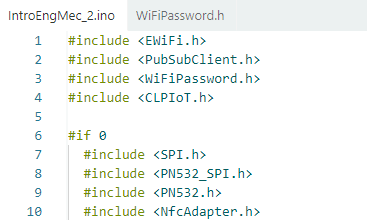 IntroEngMec_2.ino WiFiPassword.h
1 #include <EWiFi.h>
2 #include <PubSubClient.h>
3 #include <WiFiPassword.h>
4 #include <CLPIoT.h>
5
6 #if 0
7 #include <SPI.h>
8 #include <PN532_SPI.h>
9 #include <PN532.h>
10 #include <NfcAdapter.h>